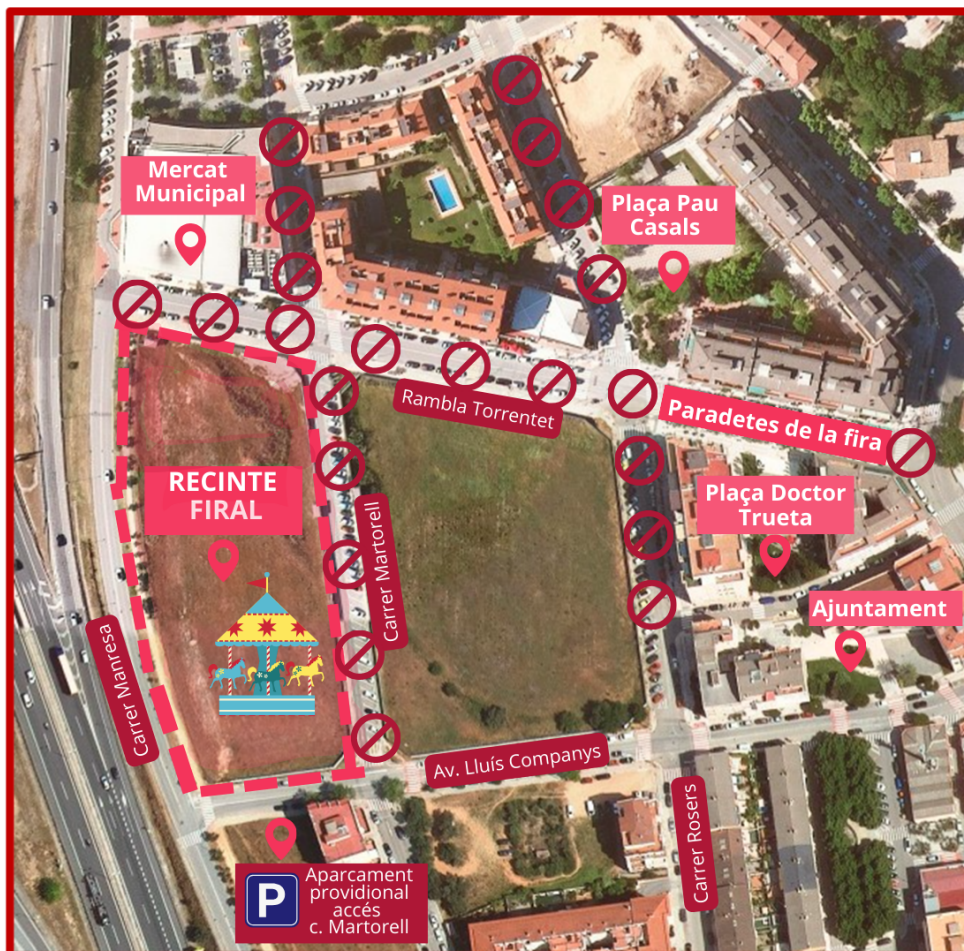 Mercat
Municipal
Plaça Pau
Casals
Rambla Torrentet
Paradetes de la fira
RECINTE
FIRAL
Plaça Doctor
Trueta
Carrer Martorell
Ajuntament
Carrer Manresa
Av. Lluís Companys
Carrer Rosers
P
Aparcament
providional
accés
c. Martorell